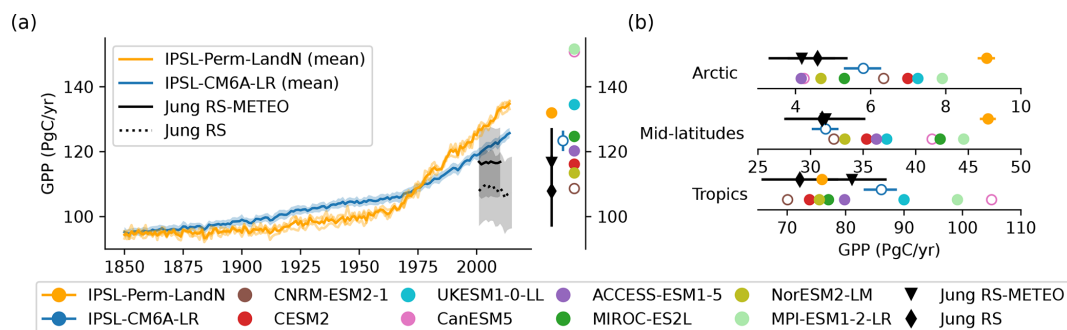 (a)
(b)
IPSL-Perm-LandN (mean)
IPSL-CM6A-LR (mean)
Jung RS-METEO
Jung RS
GPP (PgC/yr)
140
120
100
1850 1875 1900 1925 1950 1975 2000
140
120
100
Arctic
4 6 8 10
Mid-latitudes
25 30 35 40 45 50
Tropics
70 80 90 100 110
GPP (PgC/yr)
IPSL-Perm-LandN CNRM-ESM2-1 UKESM1-0-LL ACCESS-ESM1-5 NorESM2-LM Jung RS-METEO
IPSL-CM6A-LR CESM2 CanESM5 MIROC-ES2L MPI-ESM1-2-LR Jung RS